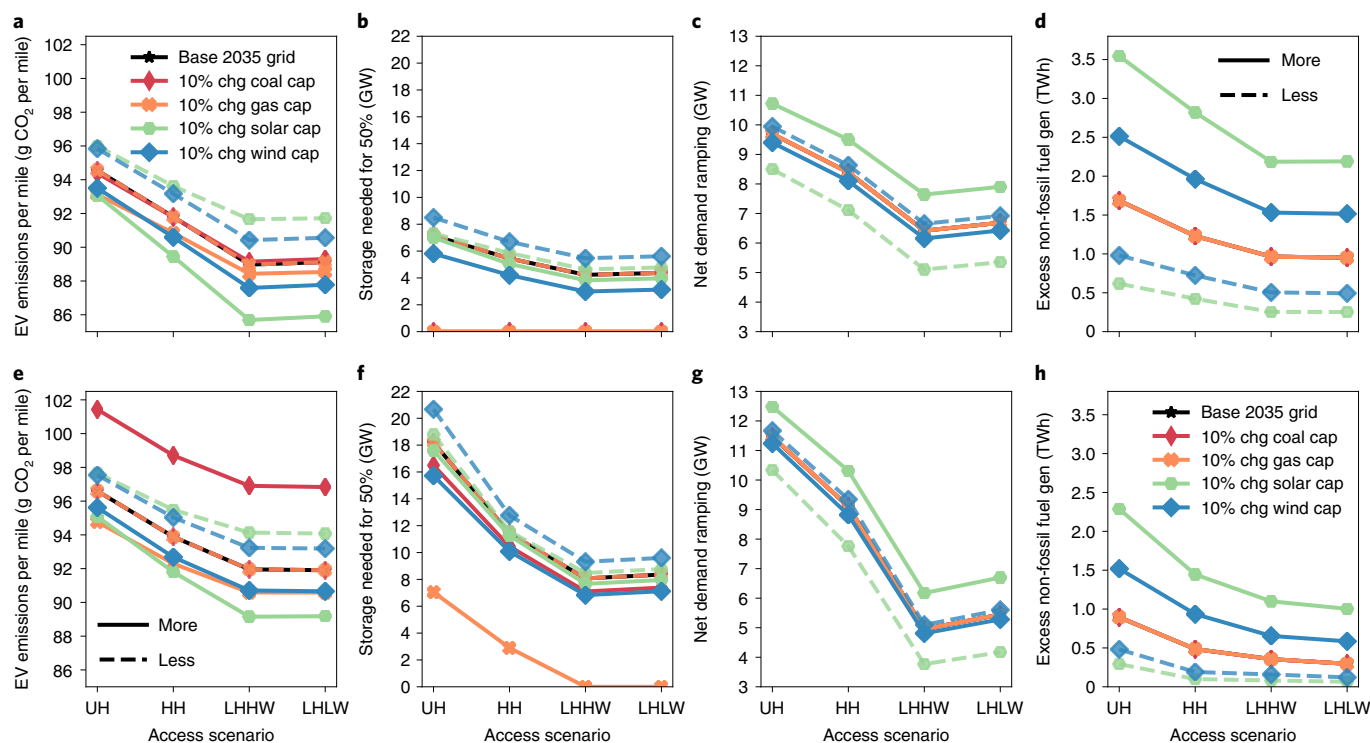 a
EV emissions per mile (g CO2 per mile)
102
100
98
96
94
92
90
88
86
Base 2035 grid
10% chg coal cap
10% chg gas cap
10% chg solar cap
10% chg wind cap
b
Storage needed for 50% (GW)
22
20
18
16
14
12
10
8
6
4
2
0
c
Net demand ramping (GW)
13
12
11
10
9
8
7
6
5
4
3
d
Excess non-fossil fuel gen (TWh)
3.5
3.0
2.5
2.0
1.5
1.0
0.5
0
More
Less
e
EV emissions per mile (g CO2 per mile)
102
100
98
96
94
92
90
88
86
More
Less
UH HH LHHW LHLW
Access scenario
f
Storage needed for 50% (GW)
22
20
18
16
14
12
10
8
6
4
2
0
UH HH LHHW LHLW
Access scenario
g
Net demand ramping (GW)
13
12
11
10
9
8
7
6
5
4
3
UH HH LHHW LHLW
Access scenario
h
Excess non-fossil fuel gen (TWh)
3.5
3.0
2.5
2.0
1.5
1.0
0.5
0
Base 2035 grid
10% chg coal cap
10% chg gas cap
10% chg solar cap
10% chg wind cap
UH HH LHHW LHLW
Access scenario